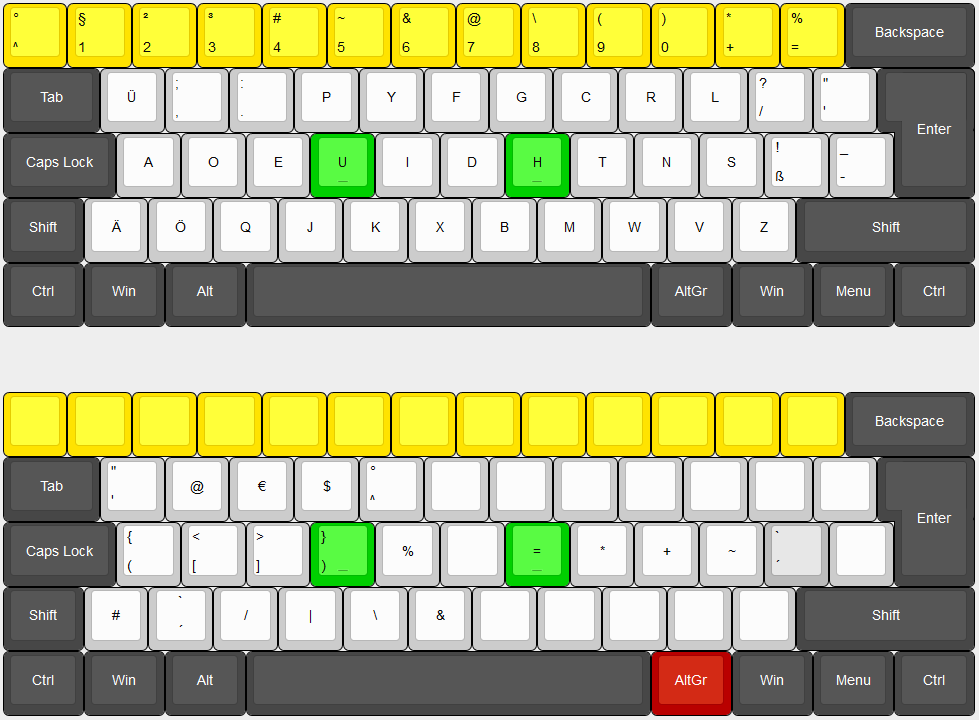 ° § ² ³ # ~ & @ \ ( ) * % Backspace
^ 1 2 3 4 5 6 7 8 9 0 + =
Tab Ü ; : P Y F G C R L ? "
, . / '
Enter
Caps Lock A O E U I D H T N S ! _
_ _ ß -
Shift Ä Ö Q J K X B M W V Z Shift
Ctrl Win Alt AltGr Win Menu Ctrl
Backspace
Tab " @ € $ °
' ^
Enter
Caps Lock { < > } % = * + ~ `
( [ ] ) _ _ ´
Shift # ` / | \ & Shift
´
Ctrl Win Alt AltGr Win Menu Ctrl